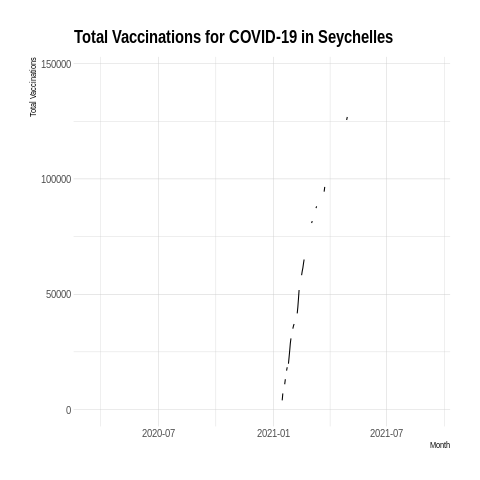 Total Vaccinations for COVID-19 in Seychelles
Total Vaccinations
150000
100000
50000
0
2020-07
2021-01
2021-07
Month